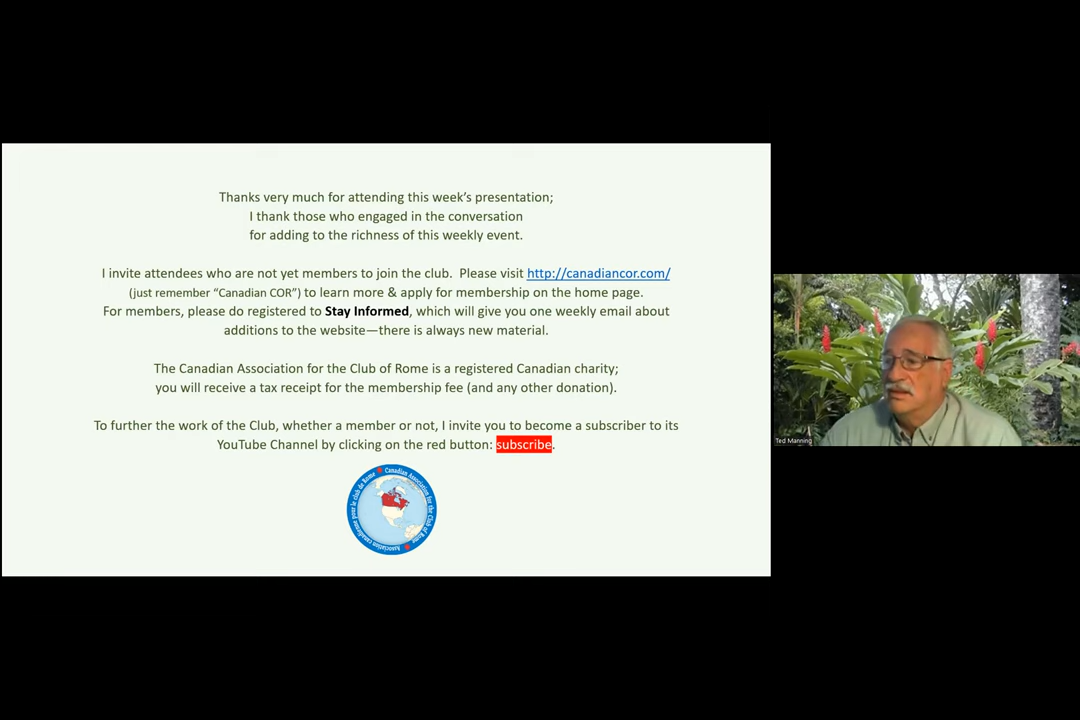 Thanks very much for attending this week's presentation;
I thank those who engaged in the conversation
for adding to the richness of this weekly event.
I invite attendees who are not yet members to join the club. Please visit http://canadiancor.com/
(just remember "Canadian COR") to learn more & apply for membership on the home page.
For members, please do registered to Stay Informed, which will give you one weekly email about
additions to the website—there is always new material.
The Canadian Association for the Club of Rome is a registered Canadian charity;
you will receive a tax receipt for the membership fee (and any other donation).
To further the work of the Club, whether a member or not, I invite you to become a subscriber to its
YouTube Channel by clicking on the red button: subscribe.
Canadian Association for the Club of Rome
Association canadienne pour le club de Rome
Ted Manning